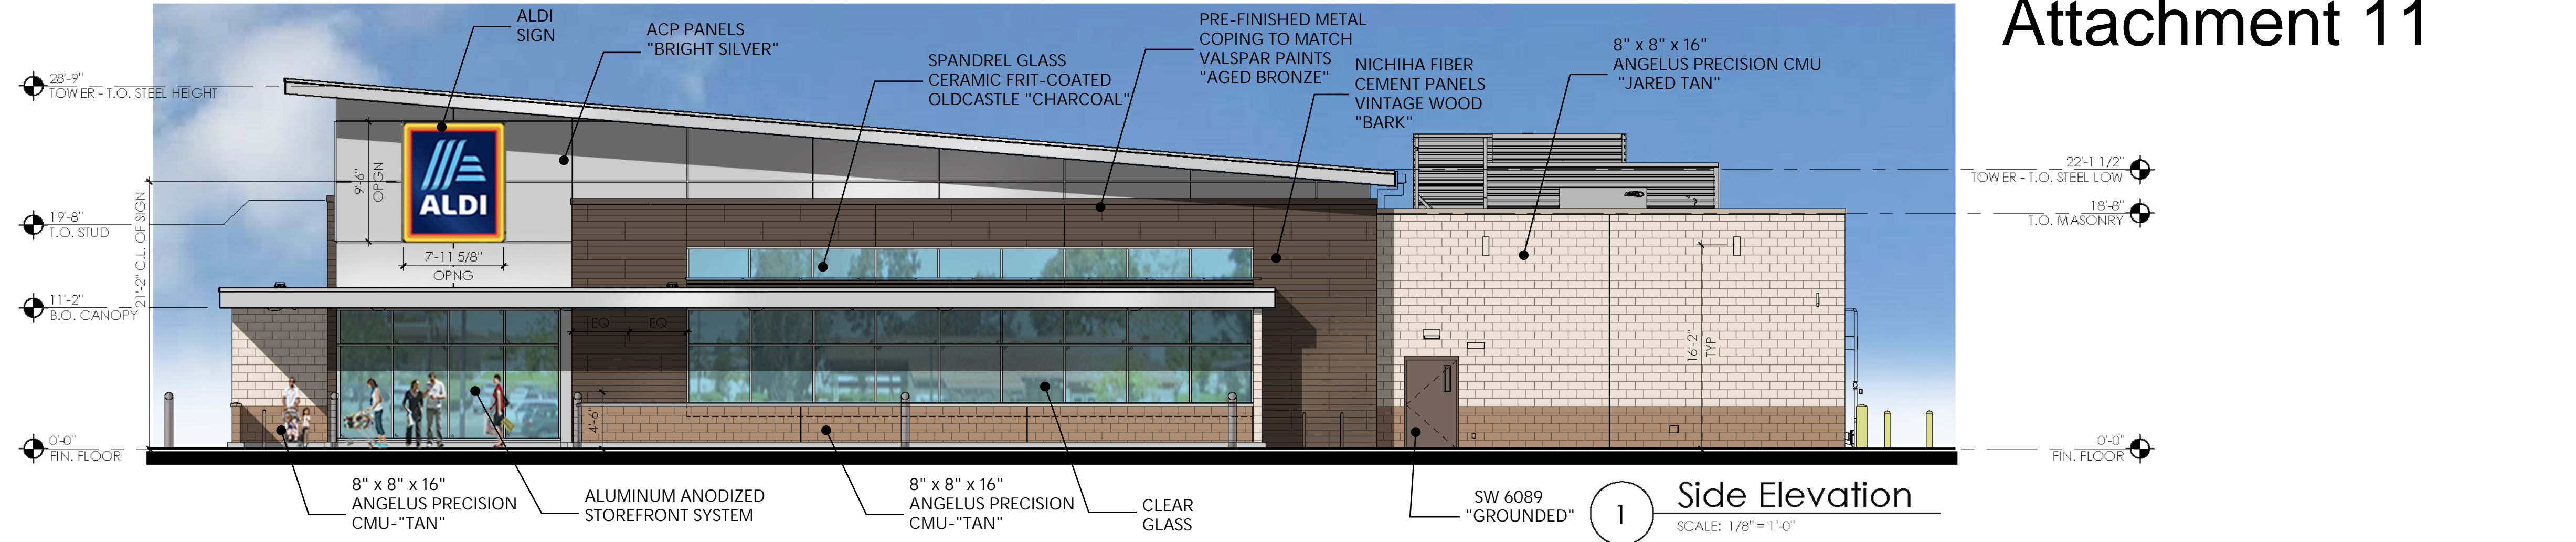 Attachment 11
ALDI
SIGN
ACP PANELS
"BRIGHT SILVER"
SPANDREL GLASS
CERAMIC FRIT-COATED
OLDCASTLE "CHARCOAL"
PRE-FINISHED METAL
COPING TO MATCH
VALSPAR PAINTS
"AGED BRONZE"
NICHIHA FIBER
CEMENT PANELS
VINTAGE WOOD
"BARK"
8" x 8" x 16"
ANGELUS PRECISION CMU
"JARED TAN"
28'-9"
TOWER - T.O. STEEL HEIGHT
19'-8"
T.O. STUD
11'-2"
B.O. CANOPY
0'-0"
FIN. FLOOR
21'-2" C.L. OF SIGN
9'-6"
OPGN
ALDI
7'-11 5/8"
OPNG
EQ
EQ
4'-6"
16'-2"
TYP
22'-1 1/2"
TOWER - T.O. STEEL LOW
18'-8"
T.O. MASONRY
0'-0"
FIN. FLOOR
8" x 8" x 16"
ANGELUS PRECISION
CMU-"TAN"
ALUMINUM ANODIZED
STOREFRONT SYSTEM
8" x 8" x 16"
ANGELUS PRECISION
CMU-"TAN"
CLEAR
GLASS
SW 6089
"GROUNDED"
1
Side Elevation
SCALE: 1/8" = 1'-0"